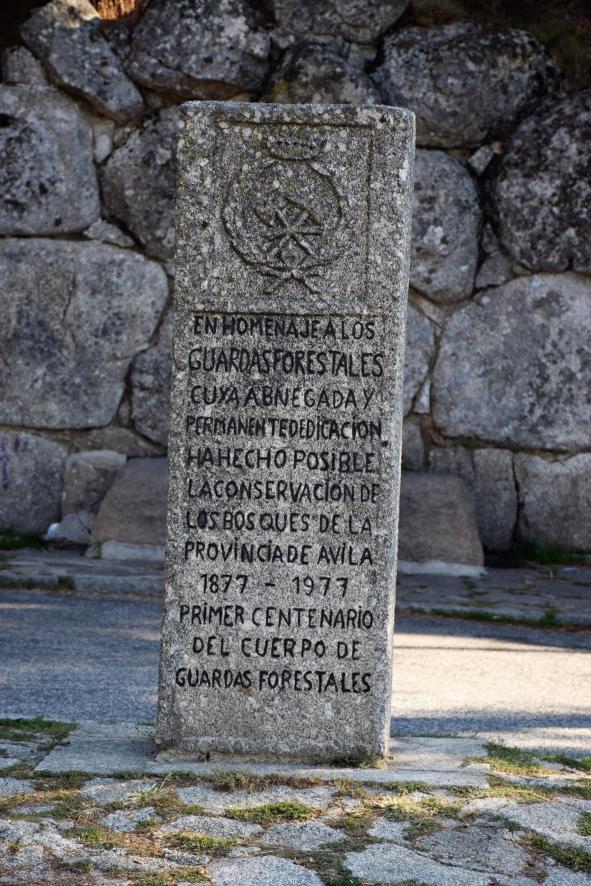 EN HOMENAJE A LOS
GUARDAS FORESTALES
CUYA ABNEGADA Y
PERMANENTE DEDICACION
HA HECHO POSIBLE
LA CONSERVACIÓN DE
LOS BOSQUES DE LA
PROVINCIA DE AVILA
1877 - 1977
PRIMER CENTENARIO
DEL CUERPO DE
GUARDAS FORESTALES